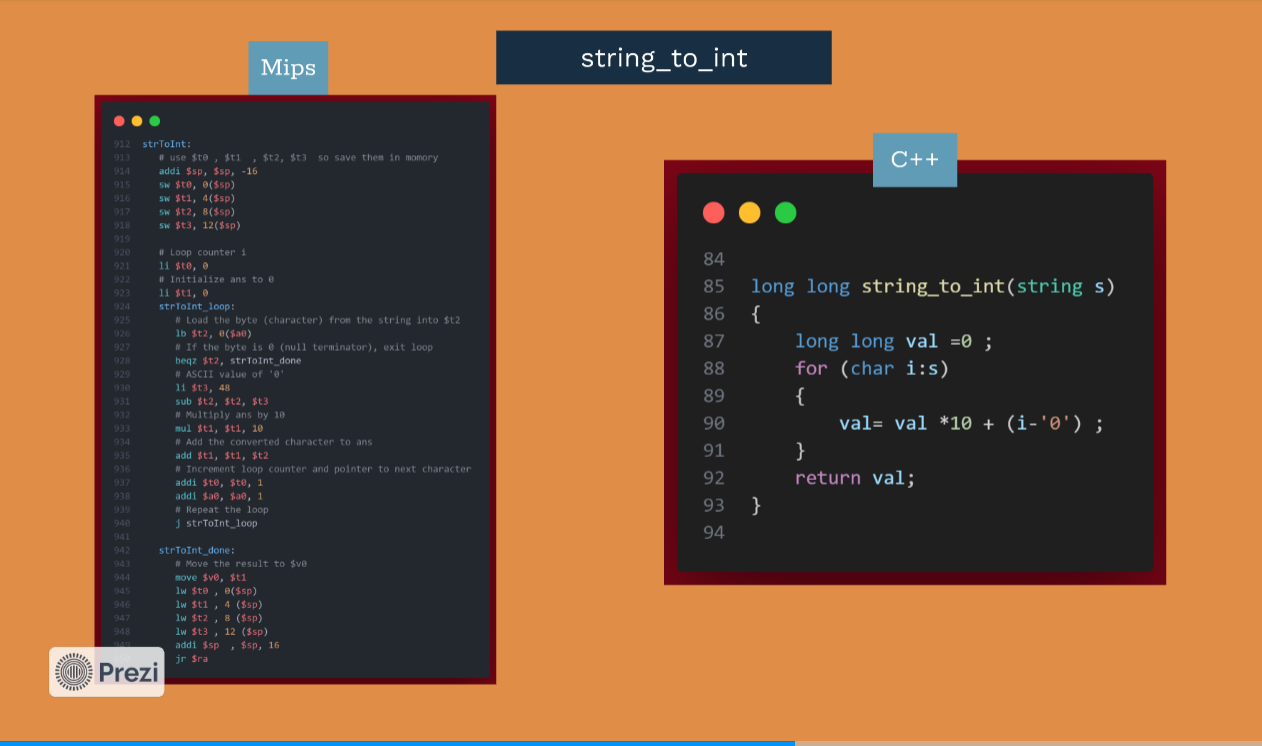 string_to_int
Mips
912 strToInt:
913 # use $t0 , $t1  , $t2, $t3  so save them in momory
914 addi $sp, $sp, -16
915 sw $t0, 0($sp)
916 sw $t1, 4($sp)
917 sw $t2, 8($sp)
918 sw $t3, 12($sp)
919
920 # Loop counter i
921 li $t0, 0
922 # Initialize ans to 0
923 li $t1, 0
924 strToInt_loop:
925 # Load the byte (character) from the string into $t2
926 lb $t2, 0($a0)
927 # If the byte is 0 (null terminator), exit loop
928 beqz $t2, strToInt_done
929 # ASCII value of '0'
930 li $t3, 48
931 sub $t2, $t2, $t3
932 # Multiply ans by 10
933 mul $t1, $t1, 10
934 # Add the converted character to ans
935 add $t1, $t1, $t2
936 # Increment loop counter and pointer to next character
937 addi $t0, $t0, 1
938 addi $a0, $a0, 1
939 # Repeat the loop
940 j strToInt_loop
941
942 strToInt_done:
943 # Move the result to $v0
944 move $v0, $t1
945 lw $t0 , 0($sp)
946 lw $t1 , 4 ($sp)
947 lw $t2 , 8 ($sp)
948 lw $t3 , 12 ($sp)
949 addi $sp  , $sp, 16
jr $ra
Prezi
C++
84
85 long long string_to_int(string s)
86 {
87 long long val =0 ;
88 for (char i:s)
89 {
90 val= val *10 + (i-'0') ;
91 }
92 return val;
93 }
94